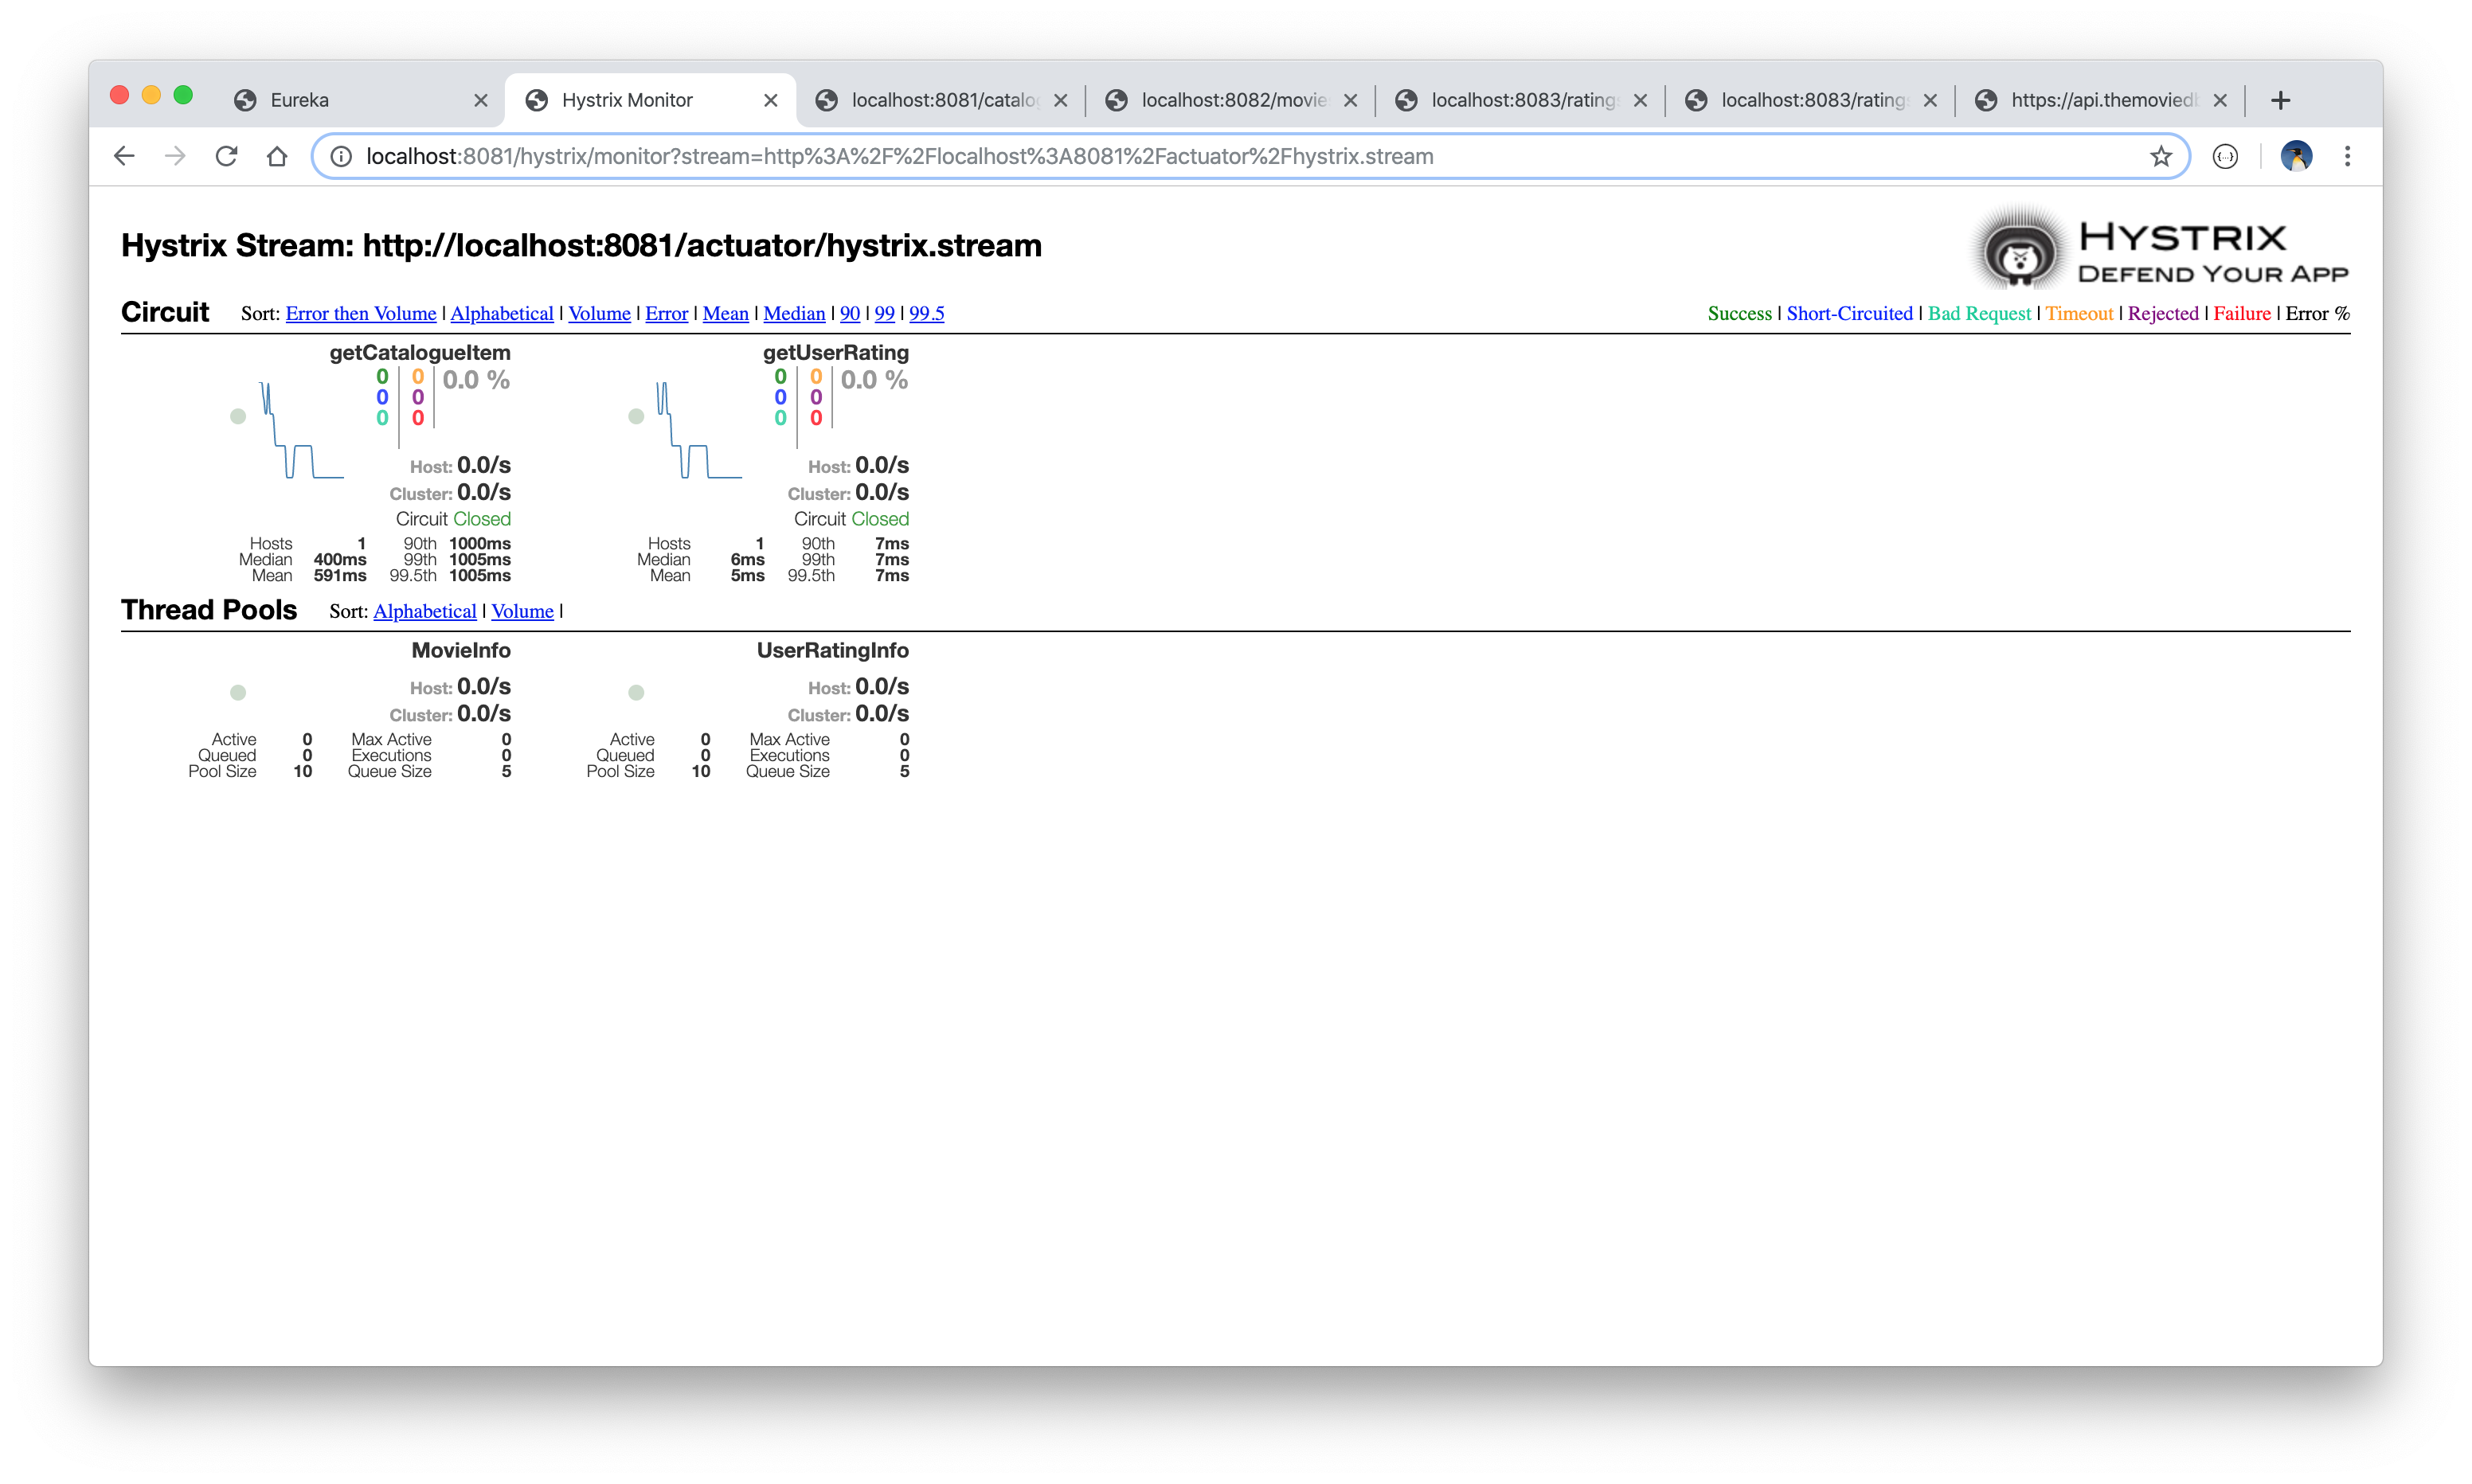 Eureka
Hystrix Monitor
localhost:8081/catalog
localhost:8082/movie
localhost:8083/ratings
localhost:8083/ratings
https://api.themoviedb
localhost:8081/hystrix/monitor?stream=http%3A%2F%2Flocalhost%3A8081%2Factuator%2Fhystrix.stream
Hystrix Stream: http://localhost:8081/actuator/hystrix.stream
HYSTRIX
DEFEND YOUR APP
Circuit Sort: Error then Volume | Alphabetical | Volume | Error | Mean | Median | 90 | 99 | 99.5
Success | Short-Circuited | Bad Request | Timeout | Rejected | Failure | Error %
getCatalogueItem
0 0 0.0 %
0 0
0 0
Host: 0.0/s
Cluster: 0.0/s
Circuit Closed
Hosts 1 90th 1000ms
Median 400ms 99th 1005ms
Mean 591ms 99.5th 1005ms
getUserRating
0 0 0.0 %
0 0
0 0
Host: 0.0/s
Cluster: 0.0/s
Circuit Closed
Hosts 1 90th 7ms
Median 6ms 99th 7ms
Mean 5ms 99.5th 7ms
Thread Pools Sort: Alphabetical | Volume |
MovieInfo
Host: 0.0/s
Cluster: 0.0/s
Active 0 Max Active 0
Queued 0 Executions 0
Pool Size 10 Queue Size 5
UserRatingInfo
Host: 0.0/s
Cluster: 0.0/s
Active 0 Max Active 0
Queued 0 Executions 0
Pool Size 10 Queue Size 5